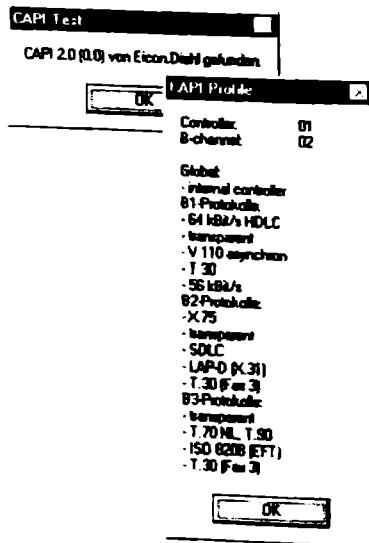 CAPI Test
CAPI 2.0 (0.0) von Eicon.Diehl gefunden
OK
CAPI Profile
Controller: 01
B-channel: 02
Global:
- internal controller
B1-Protokolle:
- 64 kBit/s HDLC
- transparent
- V 110 asynchron
- T 30
- 56 kBit/s
B2-Protokolle:
- X.75
- transparent
- SDLC
- LAP-D (X.31)
- T.30 (Fax 3)
B3-Protokolle:
- transparent
- T.70 NL, T.90
- ISO 8208 (EFT)
- T.30 (Fax 3)
OK